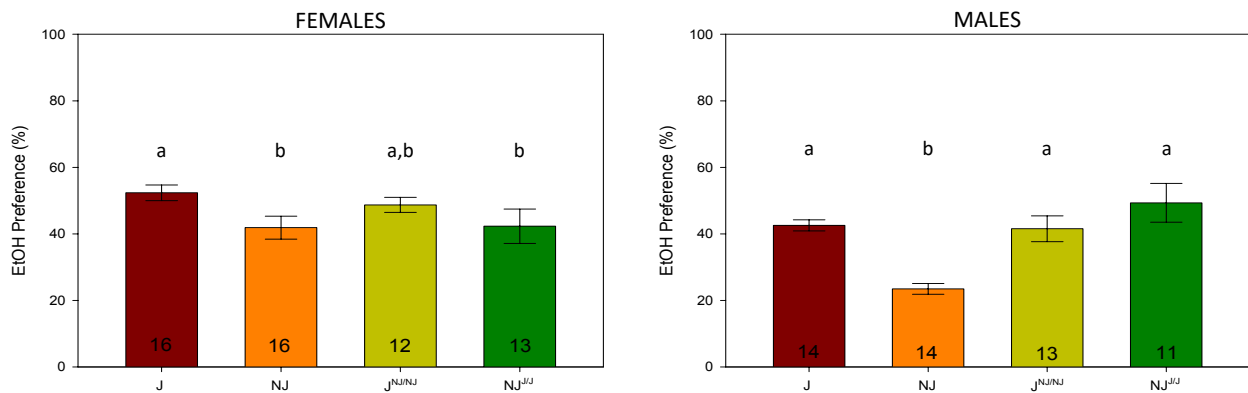 FEMALES
EtOH Preference (%)
100
80
60
40
20
0
a
b
a,b
b
16
16
12
13
J
NJ
J^NJ/NJ
NJ^J/J
MALES
EtOH Preference (%)
100
80
60
40
20
0
a
b
a
a
14
14
13
11
J
NJ
J^NJ/NJ
NJ^J/J